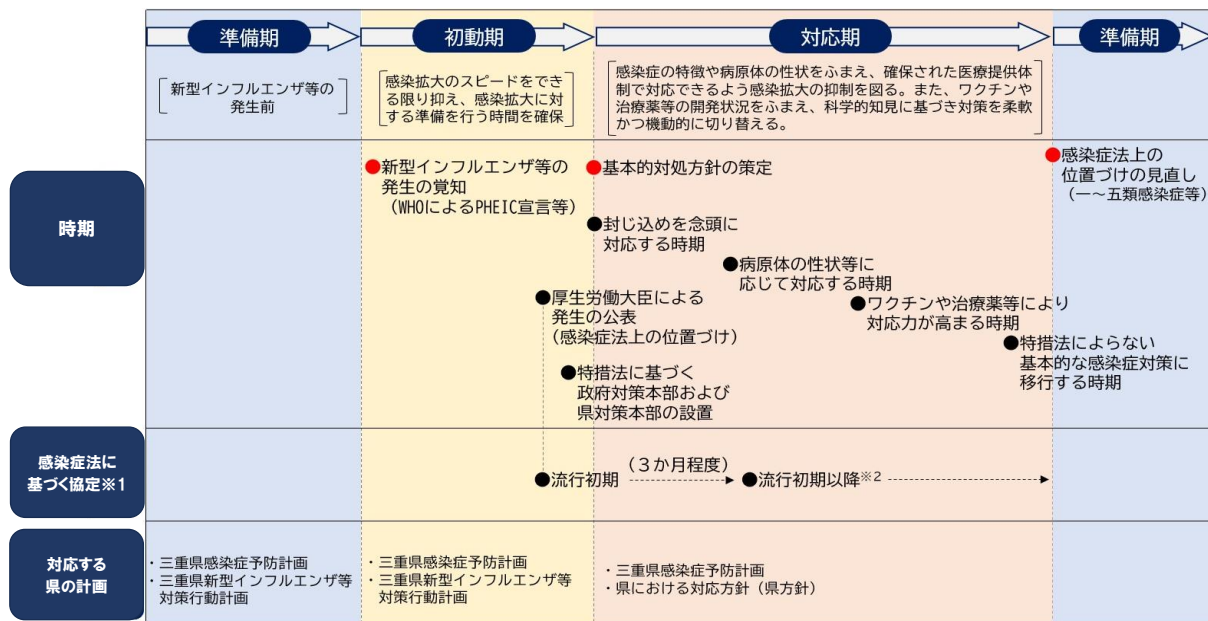 準備期
初動期
対応期
準備期
新型インフルエンザ等の
発生前
感染拡大のスピードをでき
る限り抑え、感染拡大に対
する準備を行う時間を確保
感染症の特徴や病原体の性状をふまえ、確保された医療提供体
制で対応できるよう感染拡大の抑制を図る。また、ワクチンや
治療薬等の開発状況をふまえ、科学的知見に基づき対策を柔軟
かつ機動的に切り替える。
時期
●新型インフルエンザ等の
発生の覚知
(WHOによるPHEIC宣言等)
●基本的対処方針の策定
●感染症法上の
位置づけの見直し
(一～五類感染症等)
●封じ込めを念頭に
対応する時期
●病原体の性状等に
応じて対応する時期
●厚生労働大臣による
発生の公表
(感染症法上の位置づけ)
●ワクチンや治療薬等により
対応力が高まる時期
●特措法によらない
基本的な感染症対策に
移行する時期
●特措法に基づく
政府対策本部および
県対策本部の設置
感染症法に
基づく協定※1
●流行初期
(3か月程度)
●流行初期以降※2
対応する
県の計画
・三重県感染症予防計画
・三重県新型インフルエンザ等
対策行動計画
・三重県感染症予防計画
・三重県新型インフルエンザ等
対策行動計画
・三重県感染症予防計画
・県における対応方針（県方針）